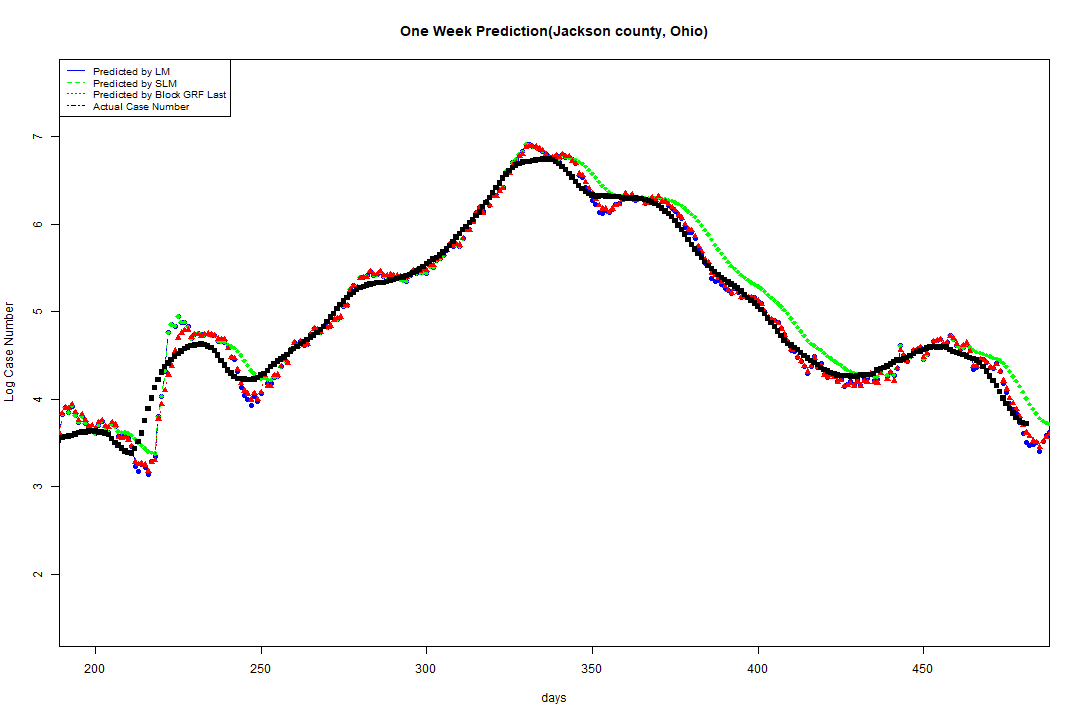 One Week Prediction(Jackson county, Ohio)
Predicted by LM
Predicted by SLM
Predicted by Block GRF Last
Actual Case Number
Log Case Number
7
6
5
4
3
2
200 250 300 350 400 450
days